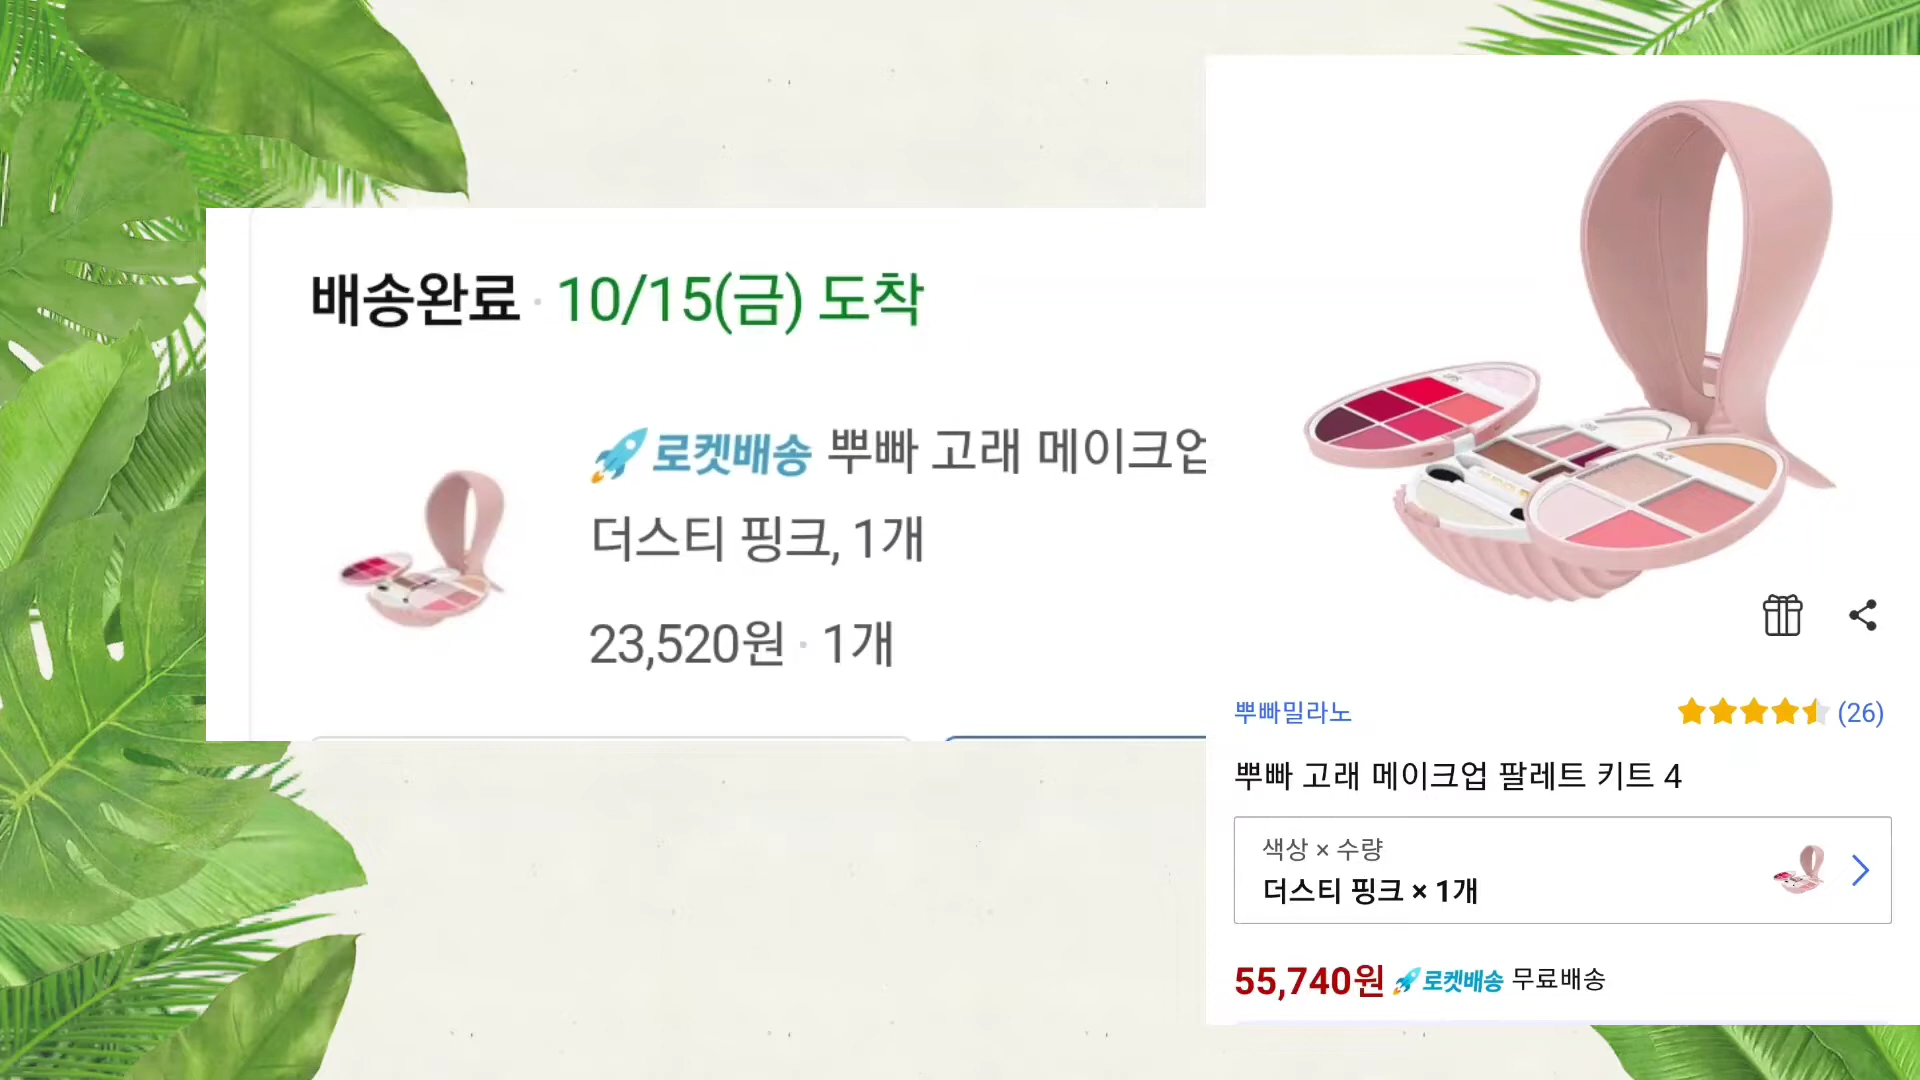 배송완료 · 10/15(금) 도착
로켓배송 뿌빠 고래 메이크업
더스티 핑크, 1개
23,520원 · 1개
뿌빠밀라노
(26)
뿌빠 고래 메이크업 팔레트 키트 4
색상 × 수량
더스티 핑크 × 1개
55,740원 로켓배송 무료배송